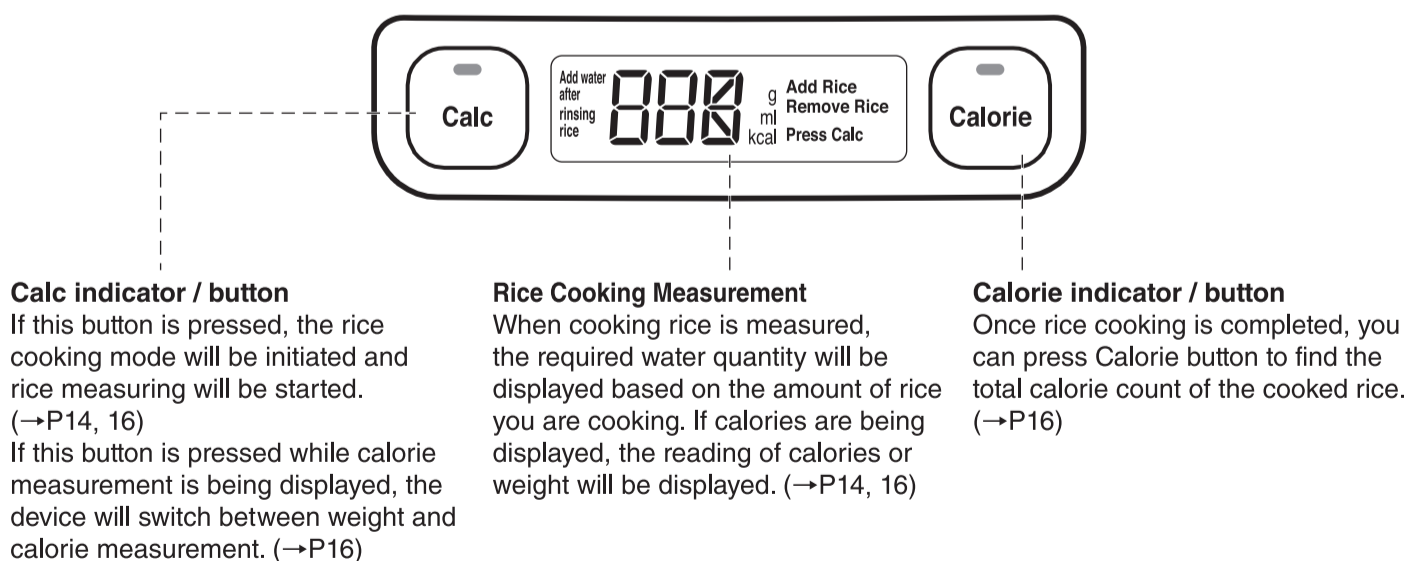 Calc
Add water
after
rinsing
rice
888
g
ml
kcal
Add Rice
Remove Rice
Press Calc
Calorie
Calc indicator / button
If this button is pressed, the rice
cooking mode will be initiated and
rice measuring will be started.
(→P14, 16)
If this button is pressed while calorie
measurement is being displayed, the
device will switch between weight and
calorie measurement. (→P16)
Rice Cooking Measurement
When cooking rice is measured,
the required water quantity will be
displayed based on the amount of rice
you are cooking. If calories are being
displayed, the reading of calories or
weight will be displayed. (→P14, 16)
Calorie indicator / button
Once rice cooking is completed, you
can press Calorie button to find the
total calorie count of the cooked rice.
(→P16)